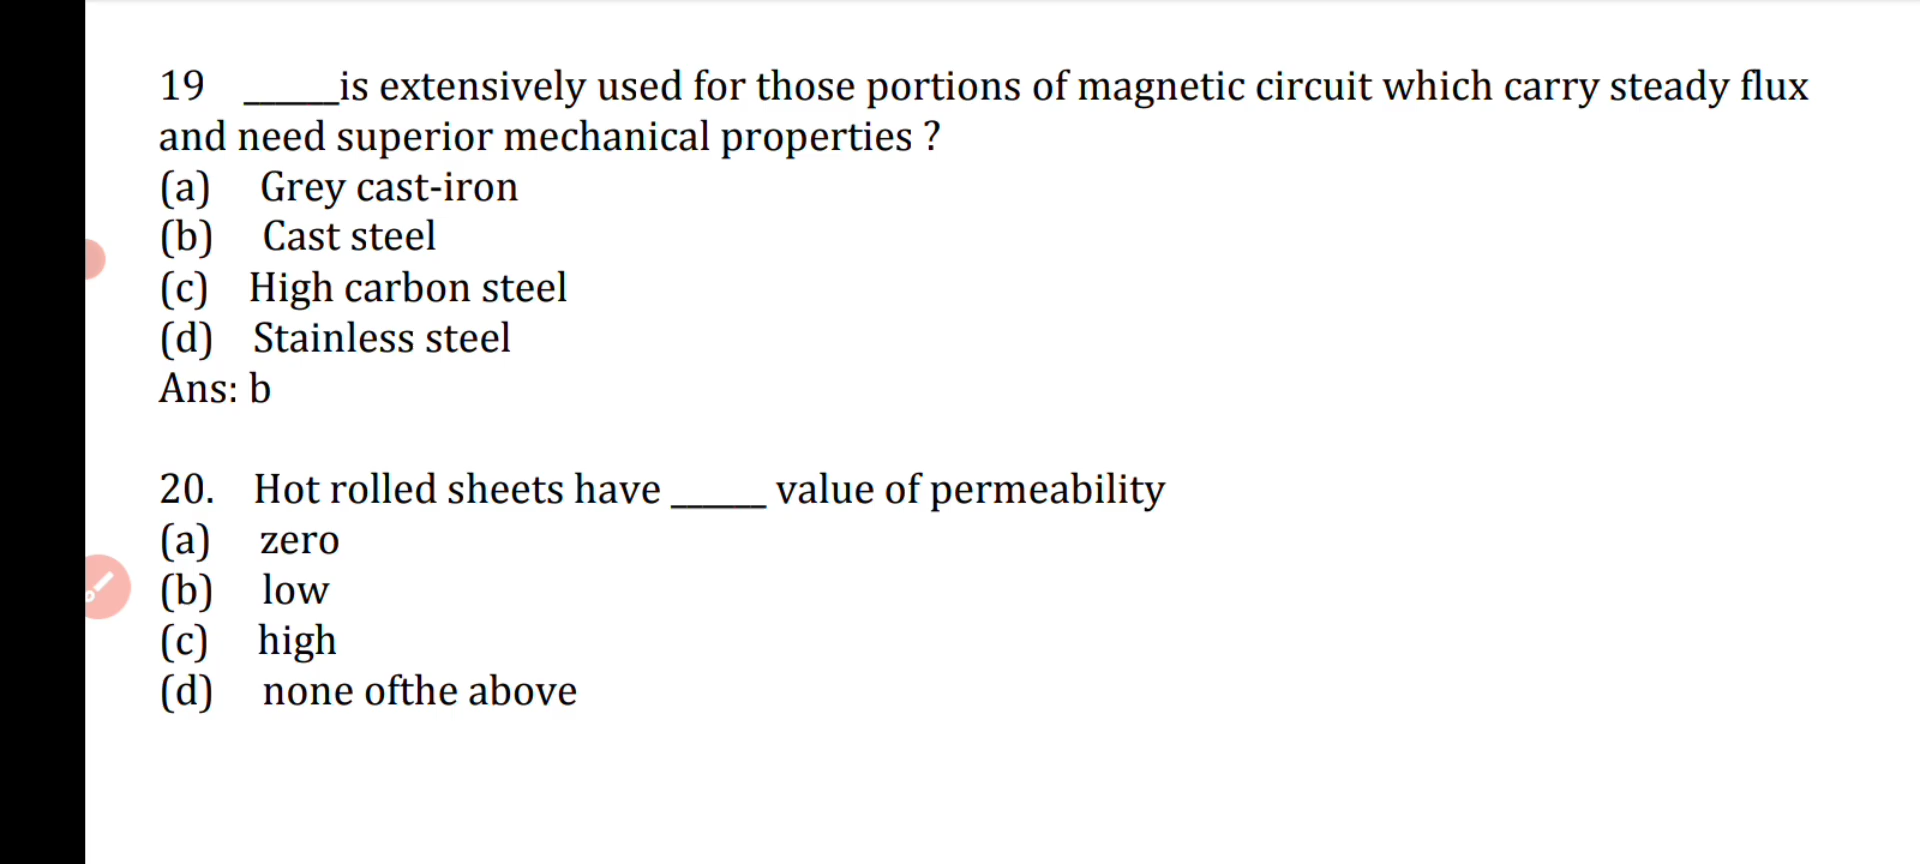 19 ______is extensively used for those portions of magnetic circuit which carry steady flux
and need superior mechanical properties ?
(a) Grey cast-iron
(b) Cast steel
(c) High carbon steel
(d) Stainless steel
Ans: b
20. Hot rolled sheets have ______ value of permeability
(a) zero
(b) low
(c) high
(d) none ofthe above